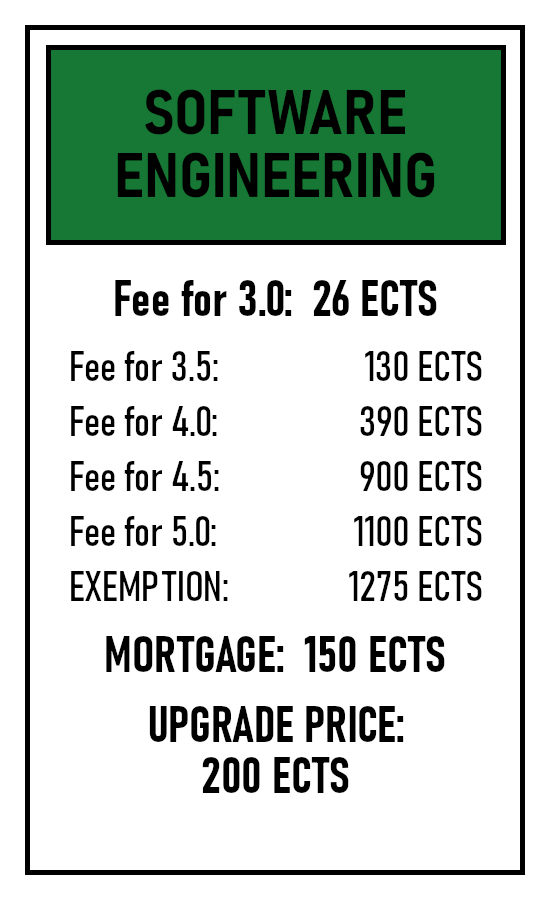 SOFTWARE
ENGINEERING
Fee for 3.0: 26 ECTS
Fee for 3.5: 130 ECTS
Fee for 4.0: 390 ECTS
Fee for 4.5: 900 ECTS
Fee for 5.0: 1100 ECTS
EXEMPTION: 1275 ECTS
MORTGAGE: 150 ECTS
UPGRADE PRICE:
200 ECTS